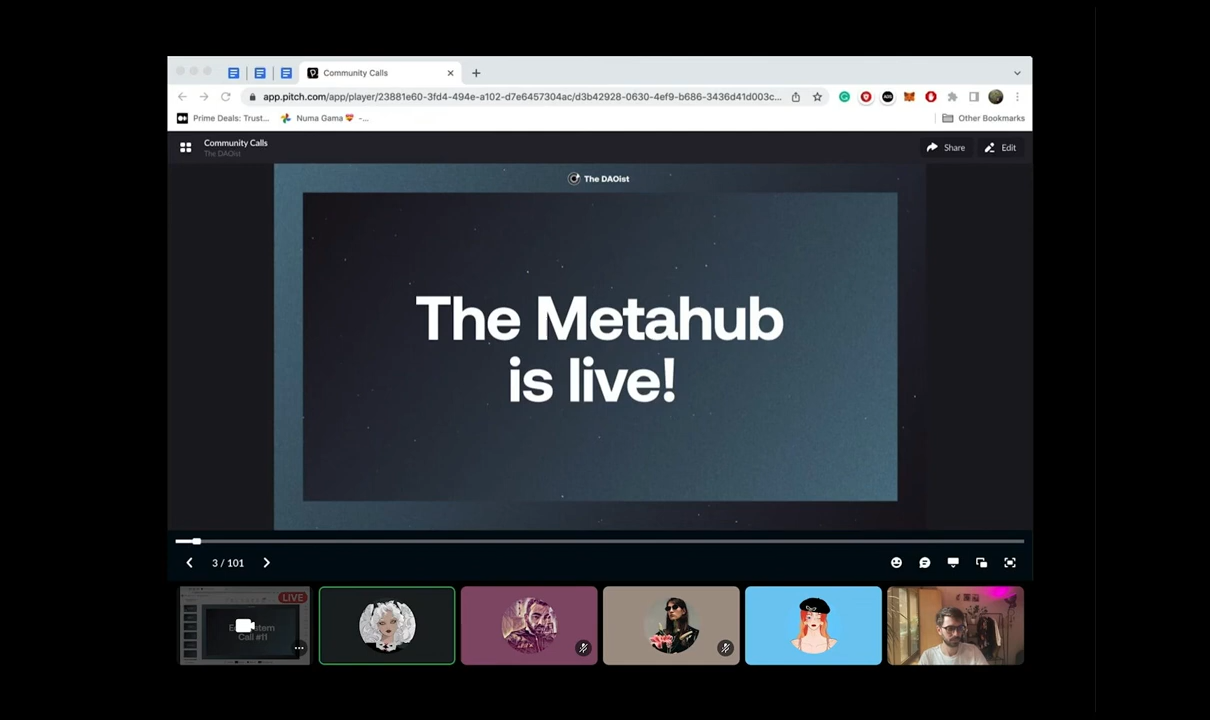 Community Calls
app.pitch.com/app/player/23881e60-3fd4-494e-a102-d7e6457304ac/d3b42928-0630-4ef9-b686-3436d41d003c...
Prime Deals: Trust...
Numa Gama
-...
Other Bookmarks
Community Calls
The DAOist
Share
Edit
The DAOist
The Metahub
is live!
3 / 101
LIVE
Call #11